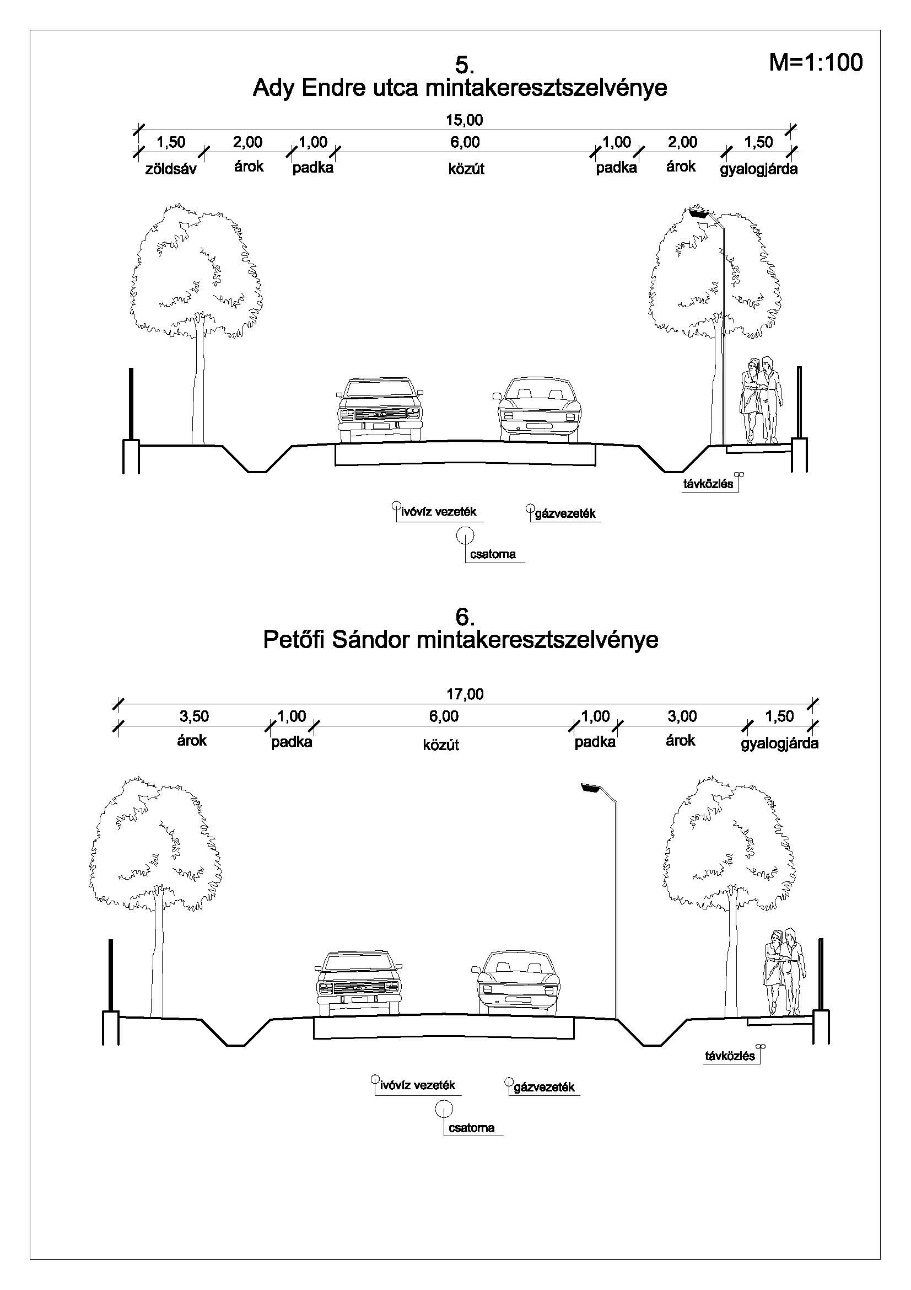 5.
M=1:100
Ady Endre utca mintakeresztszelvénye
15,00
1,50 2,00 1,00 6,00 1,00 2,00 1,50
zöldsáv árok padka közút padka árok gyalogjárda
távközlés
ivóvíz vezeték gázvezeték
csatorna
6.
Petőfi Sándor mintakeresztszelvénye
17,00
3,50 1,00 6,00 1,00 3,00 1,50
árok padka közút padka árok gyalogjárda
távközlés
ivóvíz vezeték gázvezeték
csatorna